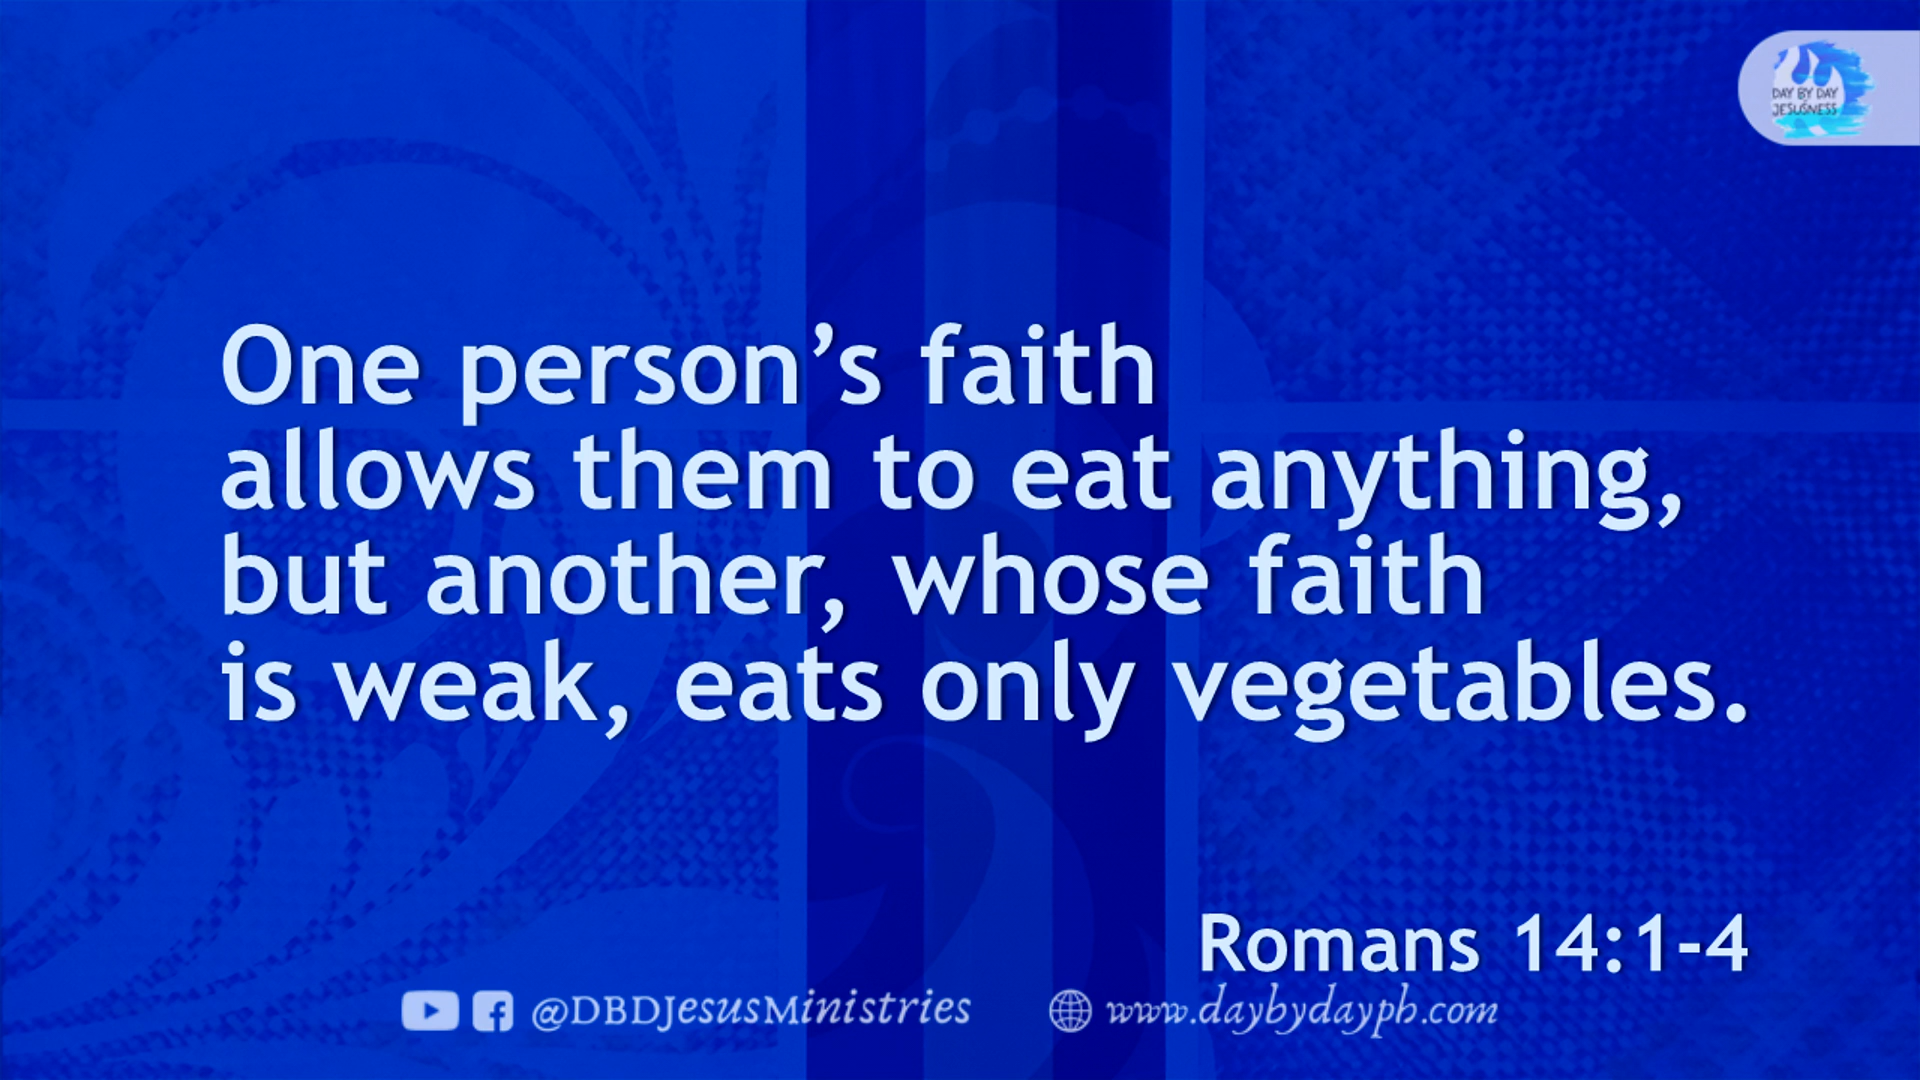 DAY BY DAY
JESUSNESS
One person’s faith
allows them to eat anything,
but another, whose faith
is weak, eats only vegetables.
Romans 14:1-4
@DBDJesusMinistries
www.daybydayph.com